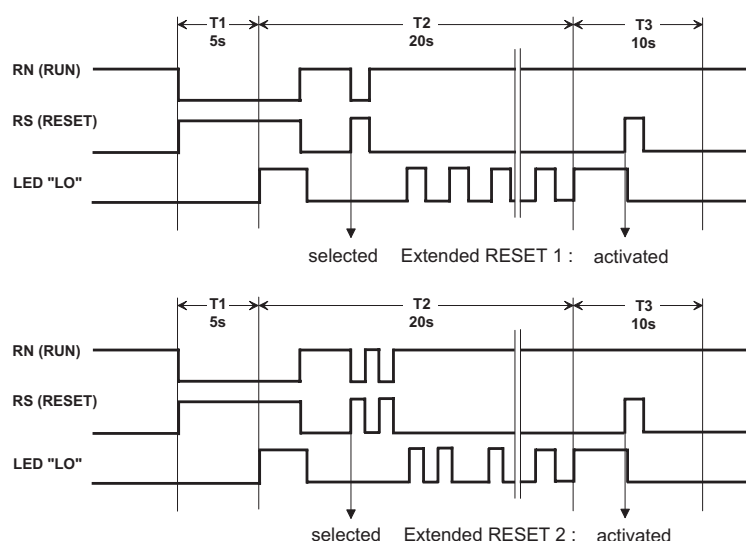 T1 T2 T3
5s 20s 10s
RN (RUN)
RS (RESET)
LED "LO"
selected Extended RESET 1 : activated
T1 T2 T3
5s 20s 10s
RN (RUN)
RS (RESET)
LED "LO"
selected Extended RESET 2 : activated